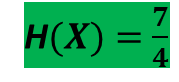 H(X) = 7/4